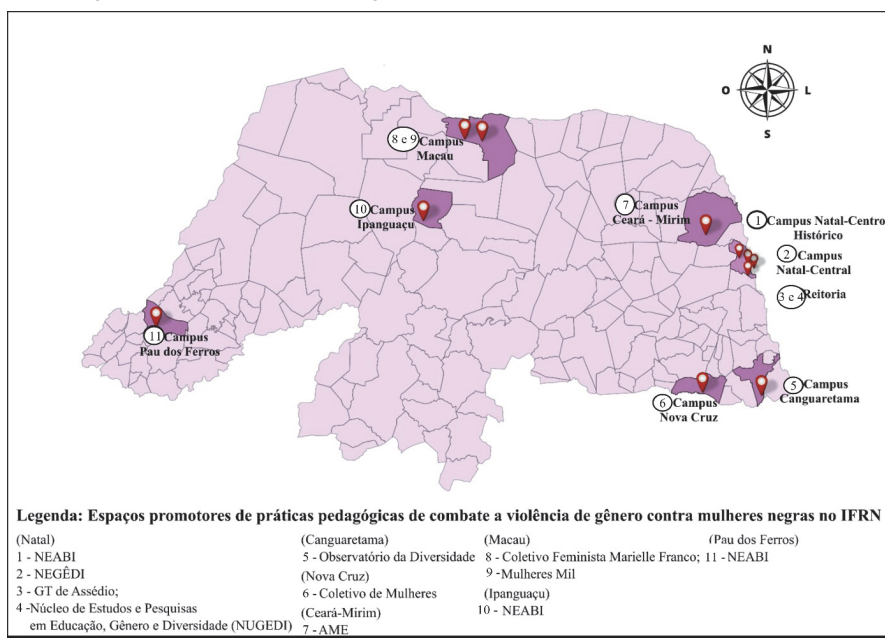 N
O
L
S
8 e 9 Campus
Macau
10 Campus
Ipanguaçu
7 Campus
Ceará - Mirim
1 Campus Natal-Centro
Histórico
2 Campus
Natal-Central
3 e 4 Reitoria
11 Campus
Pau dos Ferros
5 Campus
Canguaretama
6 Campus
Nova Cruz
Legenda: Espaços promotores de práticas pedagógicas de combate a violência de gênero contra mulheres negras no IFRN
(Natal)
1 - NEABI
2 - NEGÊDI
3 - GT de Assédio;
4 -Núcleo de Estudos e Pesquisas
em Educação, Gênero e Diversidade (NUGEDI)
(Canguaretama)
5 - Observatório da Diversidade
(Nova Cruz)
6 - Coletivo de Mulheres
(Ceará-Mirim)
7 - AME
(Macau)
8 - Coletivo Feminista Marielle Franco;
9 - Mulheres Mil
(Ipanguaçu)
10 - NEABI
(Pau dos Ferros)
11 - NEABI